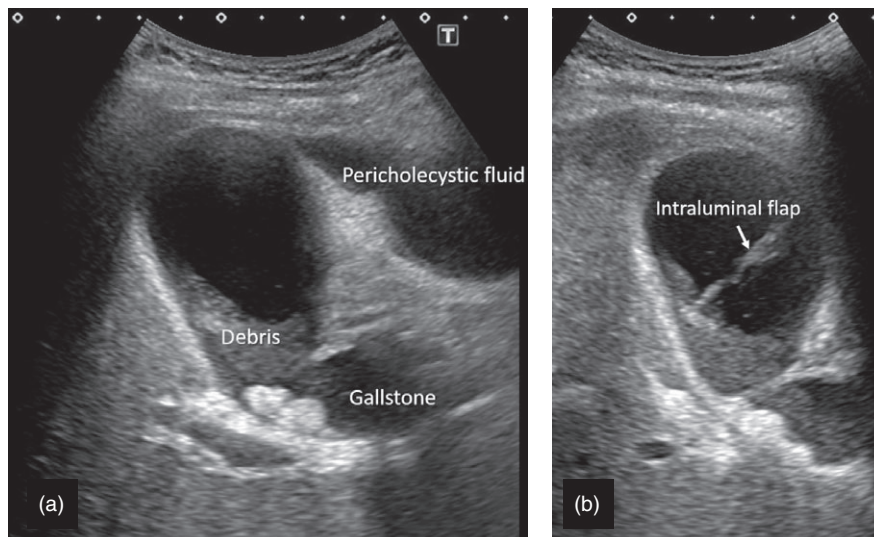 T
Pericholecystic fluid
Debris
Gallstone
(a)
Intraluminal flap
(b)